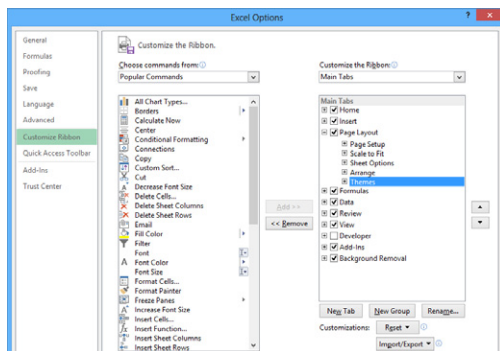 Excel Options
?
General
Formulas
Proofing
Save
Language
Advanced
Customize Ribbon
Quick Access Toolbar
Add-Ins
Trust Center
Customize the Ribbon.
Choose commands from:
Popular Commands
All Chart Types...
Borders
Calculate Now
Center
Conditional Formatting
Connections
Copy
Custom Sort...
Cut
Decrease Font Size
Delete Cells...
Delete Sheet Columns
Delete Sheet Rows
Email
Fill Color
Filter
Font
Font Color
Font Size
Format Cells...
Format Painter
Freeze Panes
Increase Font Size
Insert Cells...
Insert Function...
Insert Sheet Columns
Insert Sheet Rows
Add >>
<< Remove
Customize the Ribbon:
Main Tabs
Main Tabs
Home
Insert
Page Layout
Page Setup
Scale to Fit
Sheet Options
Arrange
Themes
Formulas
Data
Review
View
Developer
Add-Ins
Background Removal
New Tab
New Group
Rename...
Customizations:
Reset
Import/Export